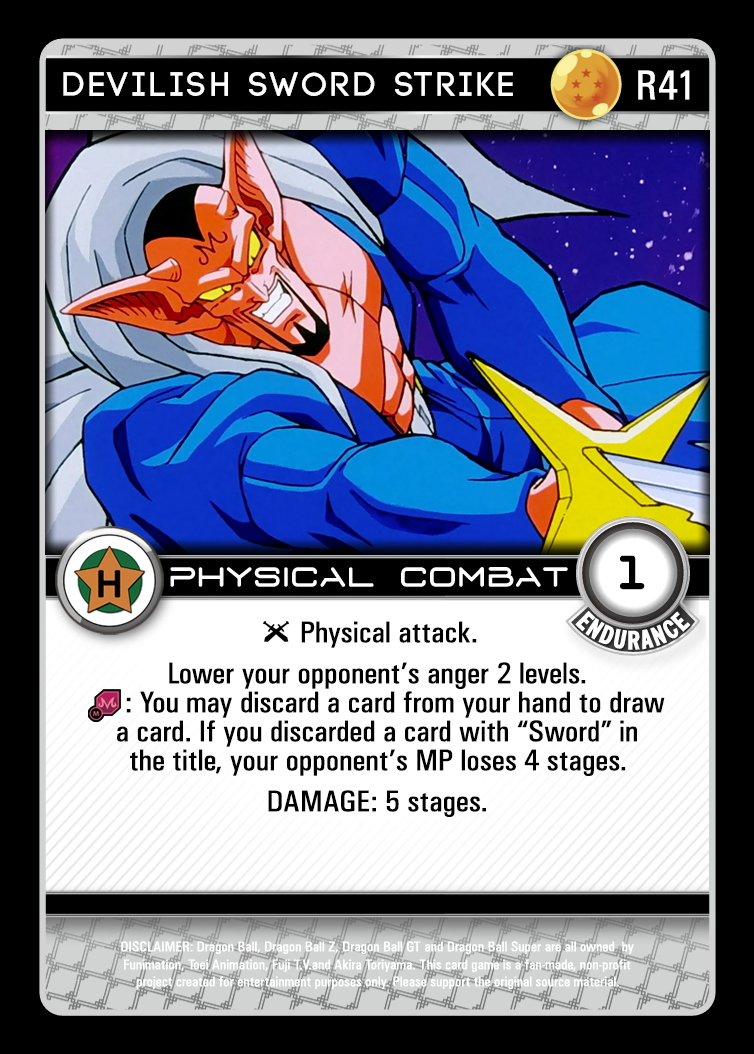 DEVILISH SWORD STRIKE R41
H PHYSICAL COMBAT 1
ENDURANCE
Physical attack.
Lower your opponent's anger 2 levels.
M M : You may discard a card from your hand to draw
a card. If you discarded a card with “Sword” in
the title, your opponent's MP loses 4 stages.
DAMAGE: 5 stages.
DISCLAIMER: Dragon Ball, Dragon Ball Z, Dragon Ball GT and Dragon Ball Super are all owned by
Funimation, Toei Animation, Fuji T.V.and Akira Toriyama. This card game is a fan-made, non-profit
project created for entertainment purposes only. Please support the original source material.